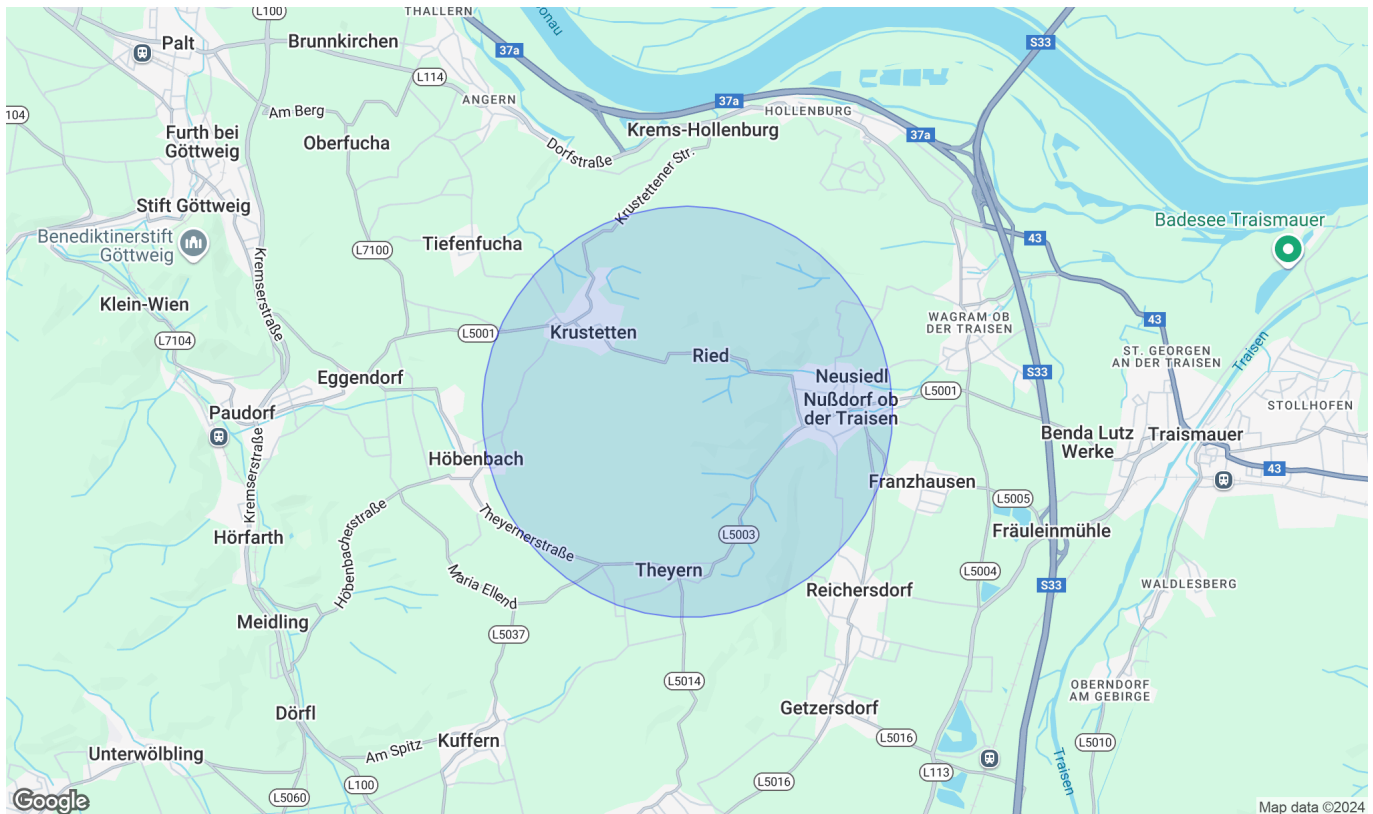 L100
THALLERN
Donau
Palt
Brunnkirchen
37a
S33
L114
ANGERN
37a
HOLLENBURG
104
Am Berg
Krems-Hollenburg
37a
Furth bei
Göttweig
Oberfucha
Dorfstraße
Krustettener Str.
Stift Göttweig
Badesee Traismauer
Benediktinerstift
Göttweig
L7100
Tiefenfucha
43
Kremserstraße
Klein-Wien
WAGRAM OB
DER TRAISEN
43
L7104
L5001
Krustetten
Ried
Traisen
ST. GEORGEN
AN DER TRAISEN
Eggendorf
Neusiedl
S33
L5001
Nußdorf ob
der Traisen
STOLLHOFEN
Paudorf
Benda Lutz
Werke
Traismauer
Höbenbach
43
Kremserstraße
Franzhausen
L5005
Höbenbacherstraße
Theyernerstraße
Fräuleinmühle
Hörfarth
L5003
Theyern
L5004
Maria Ellend
Reichersdorf
S33
WALDLESBERG
Meidling
L5037
L5014
OBERNDORF
AM GEBIRGE
Dörfl
Getzersdorf
Kuffern
L5016
L5010
Unterwölbling
Am Spitz
Traisen
L113
L5016
L100
L5060
Google
Map data ©2024